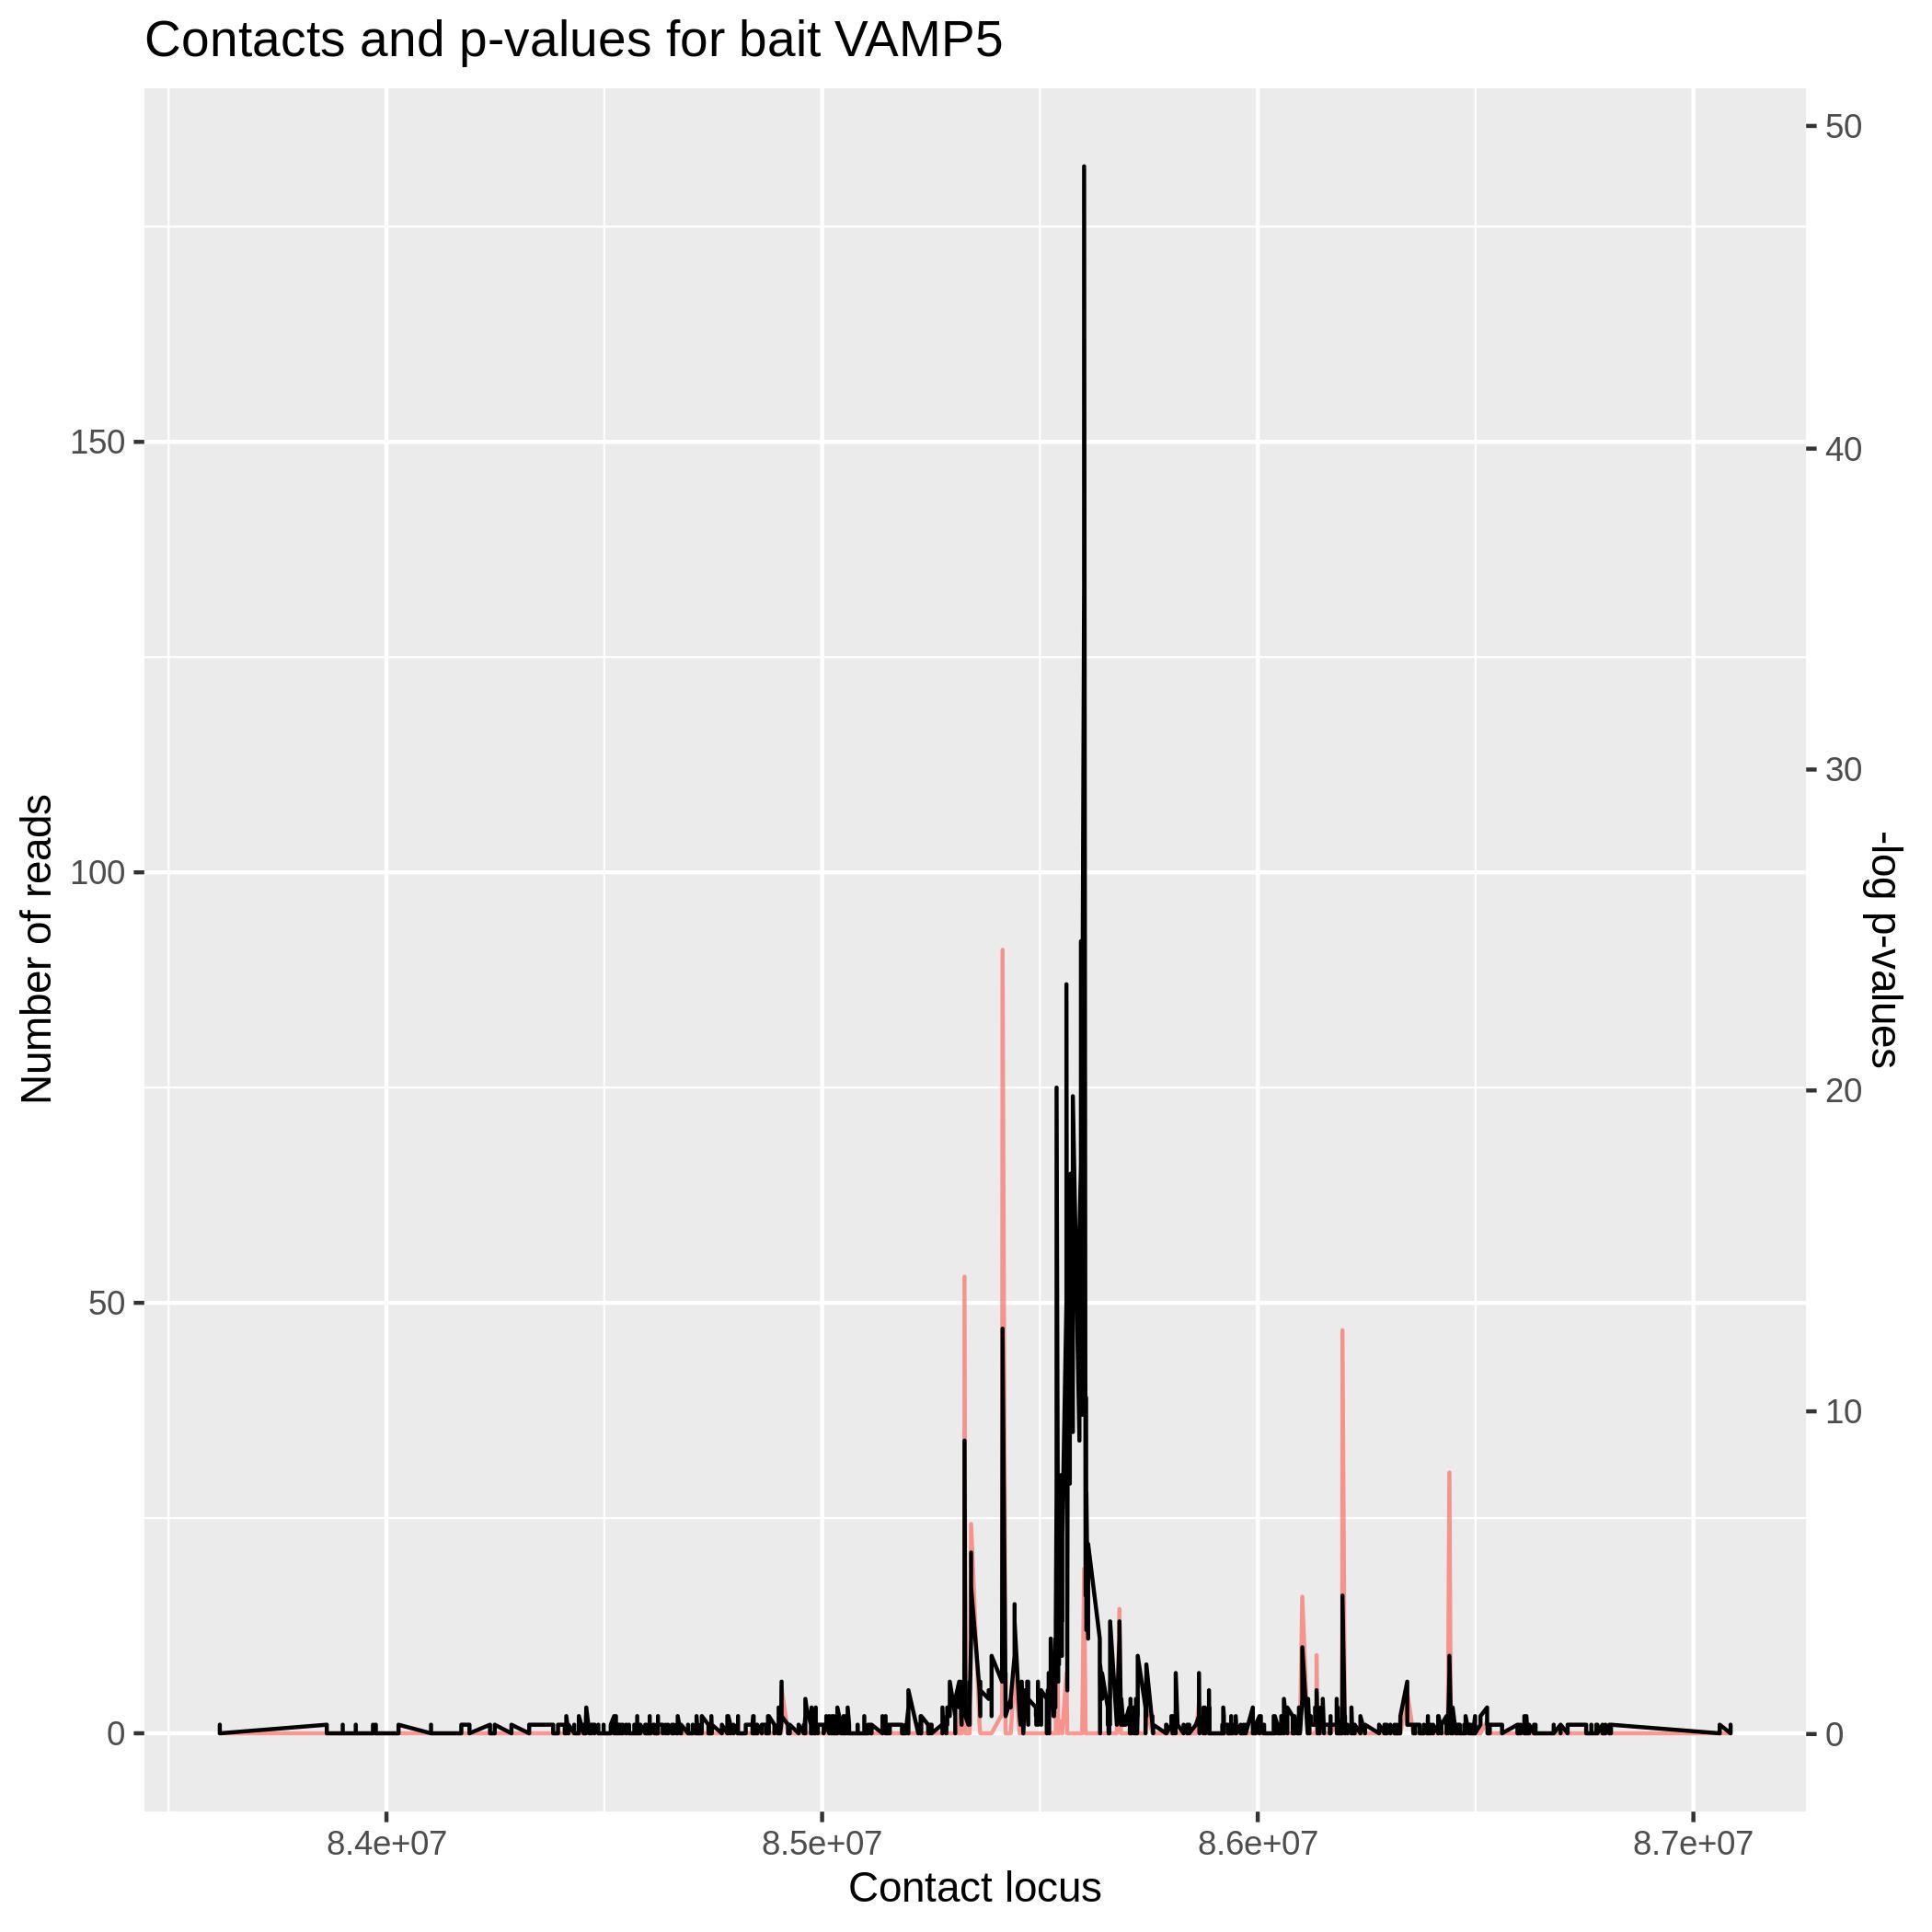 Contacts and p-values for bait VAMP5
Number of reads
150
100
50
0
50
40
30
20
10
0
-log p-values
8.4e+07
8.5e+07
8.6e+07
8.7e+07
Contact locus